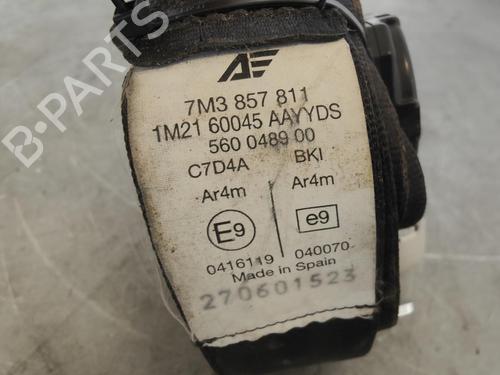 AE
7M3 857 811
1M21 60045 AAYYDS
560 0489 00
C7D4A BKI
Ar4m Ar4m
E9 e9
0416119 040070
Made in Spain
270601523